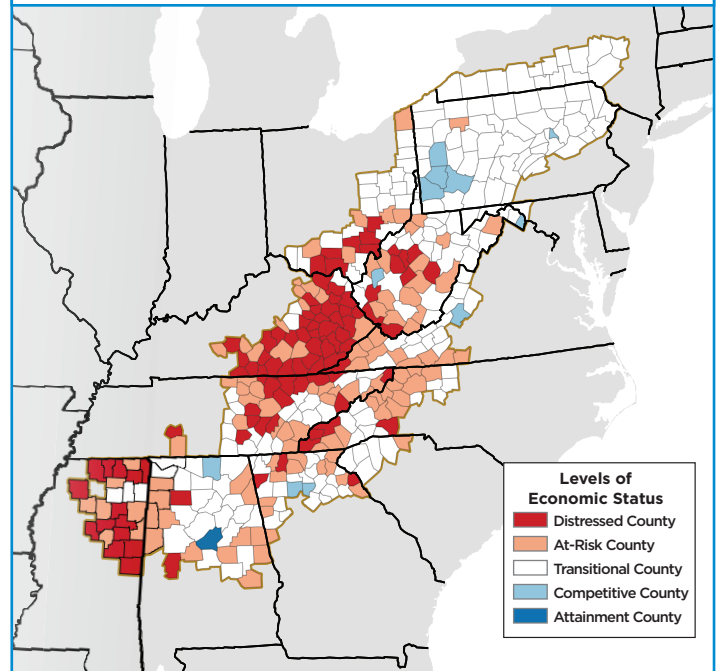 Levels of
Economic Status
Distressed County
At-Risk County
Transitional County
Competitive County
Attainment County